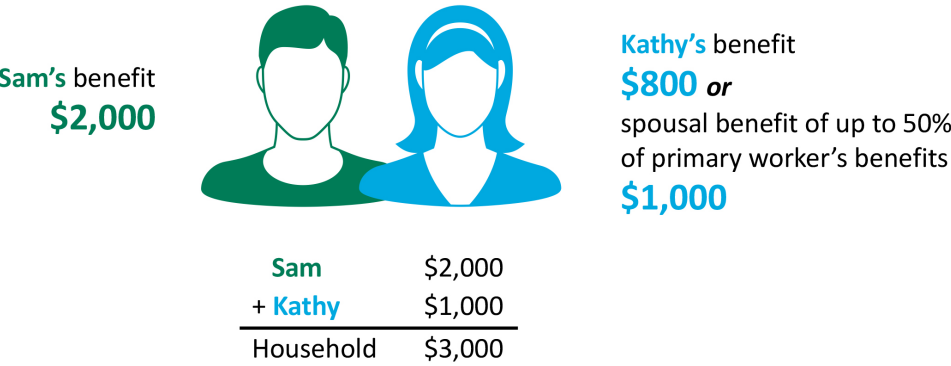 Sam's benefit
$2,000
Kathy's benefit
$800 or
spousal benefit of up to 50%
of primary worker's benefits
$1,000
Sam $2,000
+ Kathy $1,000
Household $3,000